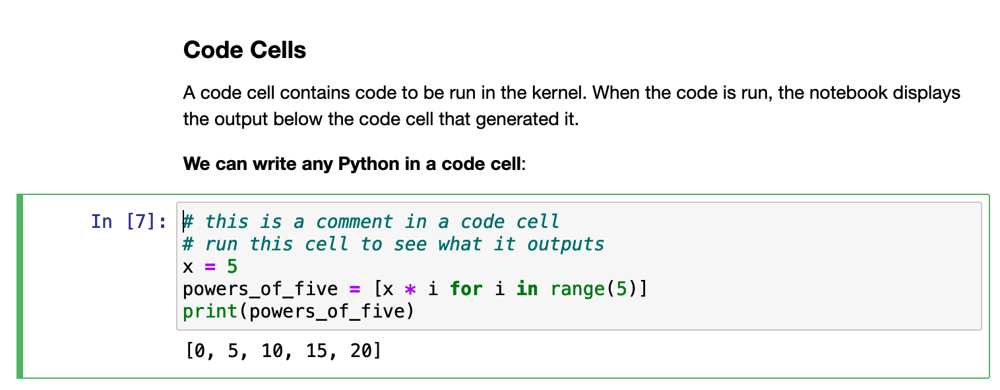 Code Cells
A code cell contains code to be run in the kernel. When the code is run, the notebook displays
the output below the code cell that generated it.
We can write any Python in a code cell:
In [7]: # this is a comment in a code cell
# run this cell to see what it outputs
x = 5
powers_of_five = [x * i for i in range(5)]
print(powers_of_five)
[0, 5, 10, 15, 20]